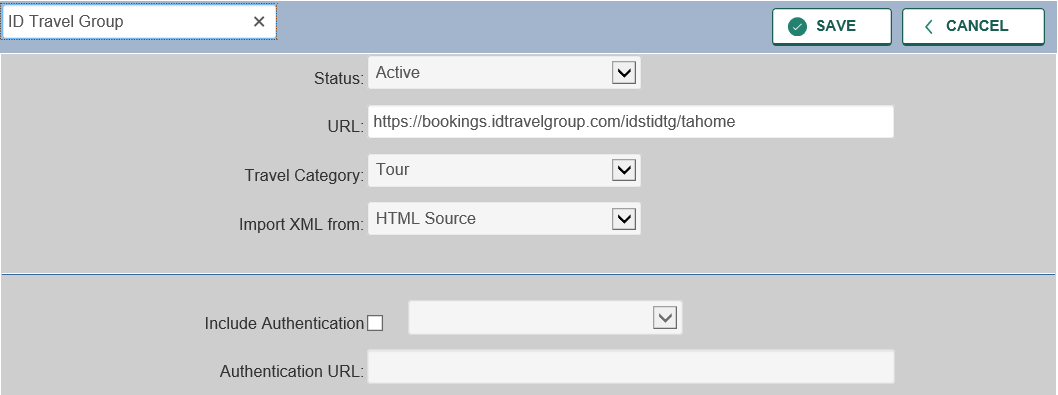 ID Travel Group
SAVE
CANCEL
Status: Active
URL: https://bookings.idtravelgroup.com/idstidtg/tahome
Travel Category: Tour
Import XML from: HTML Source
Include Authentication
Authentication URL: